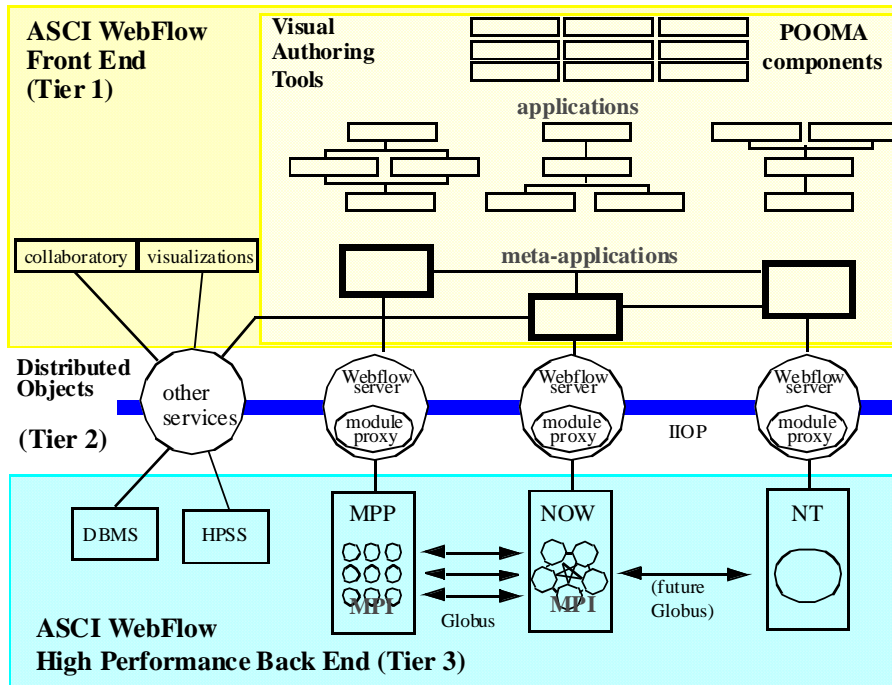 ASCI WebFlow
Front End
(Tier 1)
Visual
Authoring
Tools
POOMA
components
applications
collaboratory
visualizations
meta-applications
Distributed
Objects
(Tier 2)
other
services
Webflow
server
module
proxy
Webflow
server
module
proxy
IIOP
Webflow
server
module
proxy
DBMS
HPSS
MPP
MPI
Globus
NOW
MPI
(future
Globus)
NT
ASCI WebFlow
High Performance Back End (Tier 3)